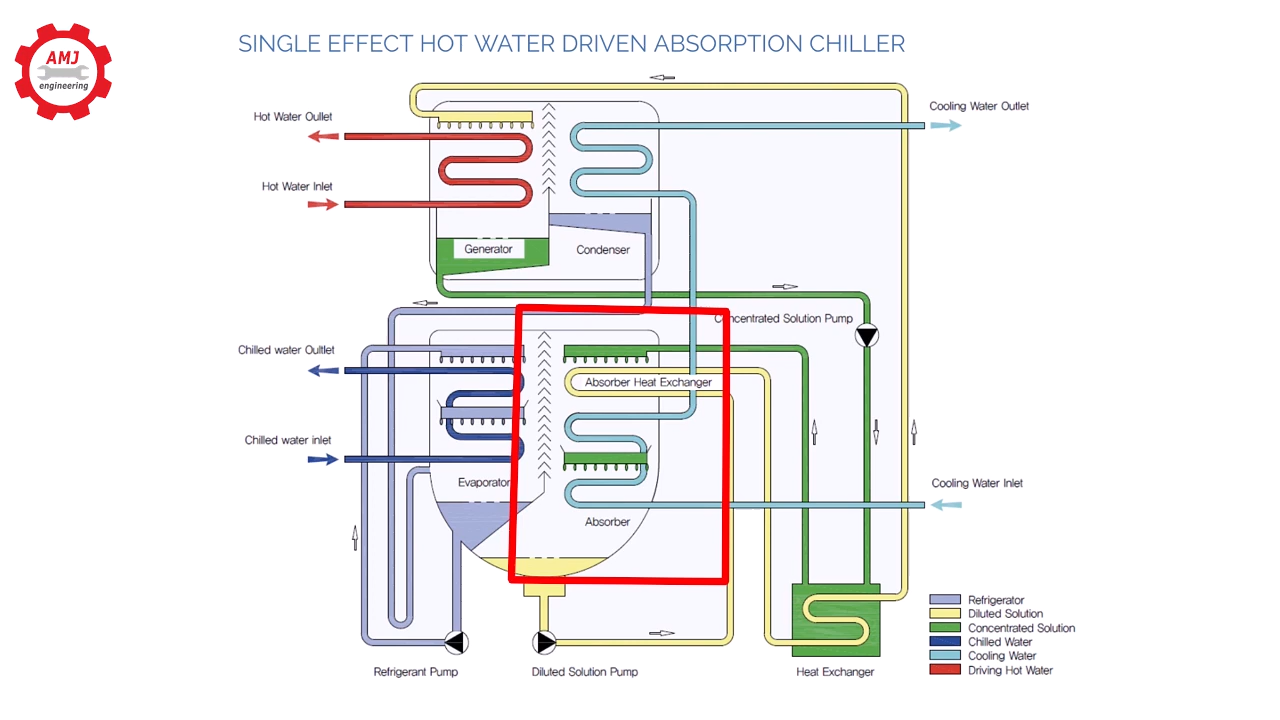 AMJ
engineering
SINGLE EFFECT HOT WATER DRIVEN ABSORPTION CHILLER
Hot Water Outlet
Cooling Water Outlet
Hot Water Inlet
Generator
Condenser
Concentrated Solution Pump
Chilled water Oultlet
Absorber Heat Exchanger
Chilled water inlet
Evaporator
Cooling Water Inlet
Absorber
Refrigerator
Diluted Solution
Concentrated Solution
Chilled Water
Cooling Water
Driving Hot Water
Refrigerant Pump
Diluted Solution Pump
Heat Exchanger